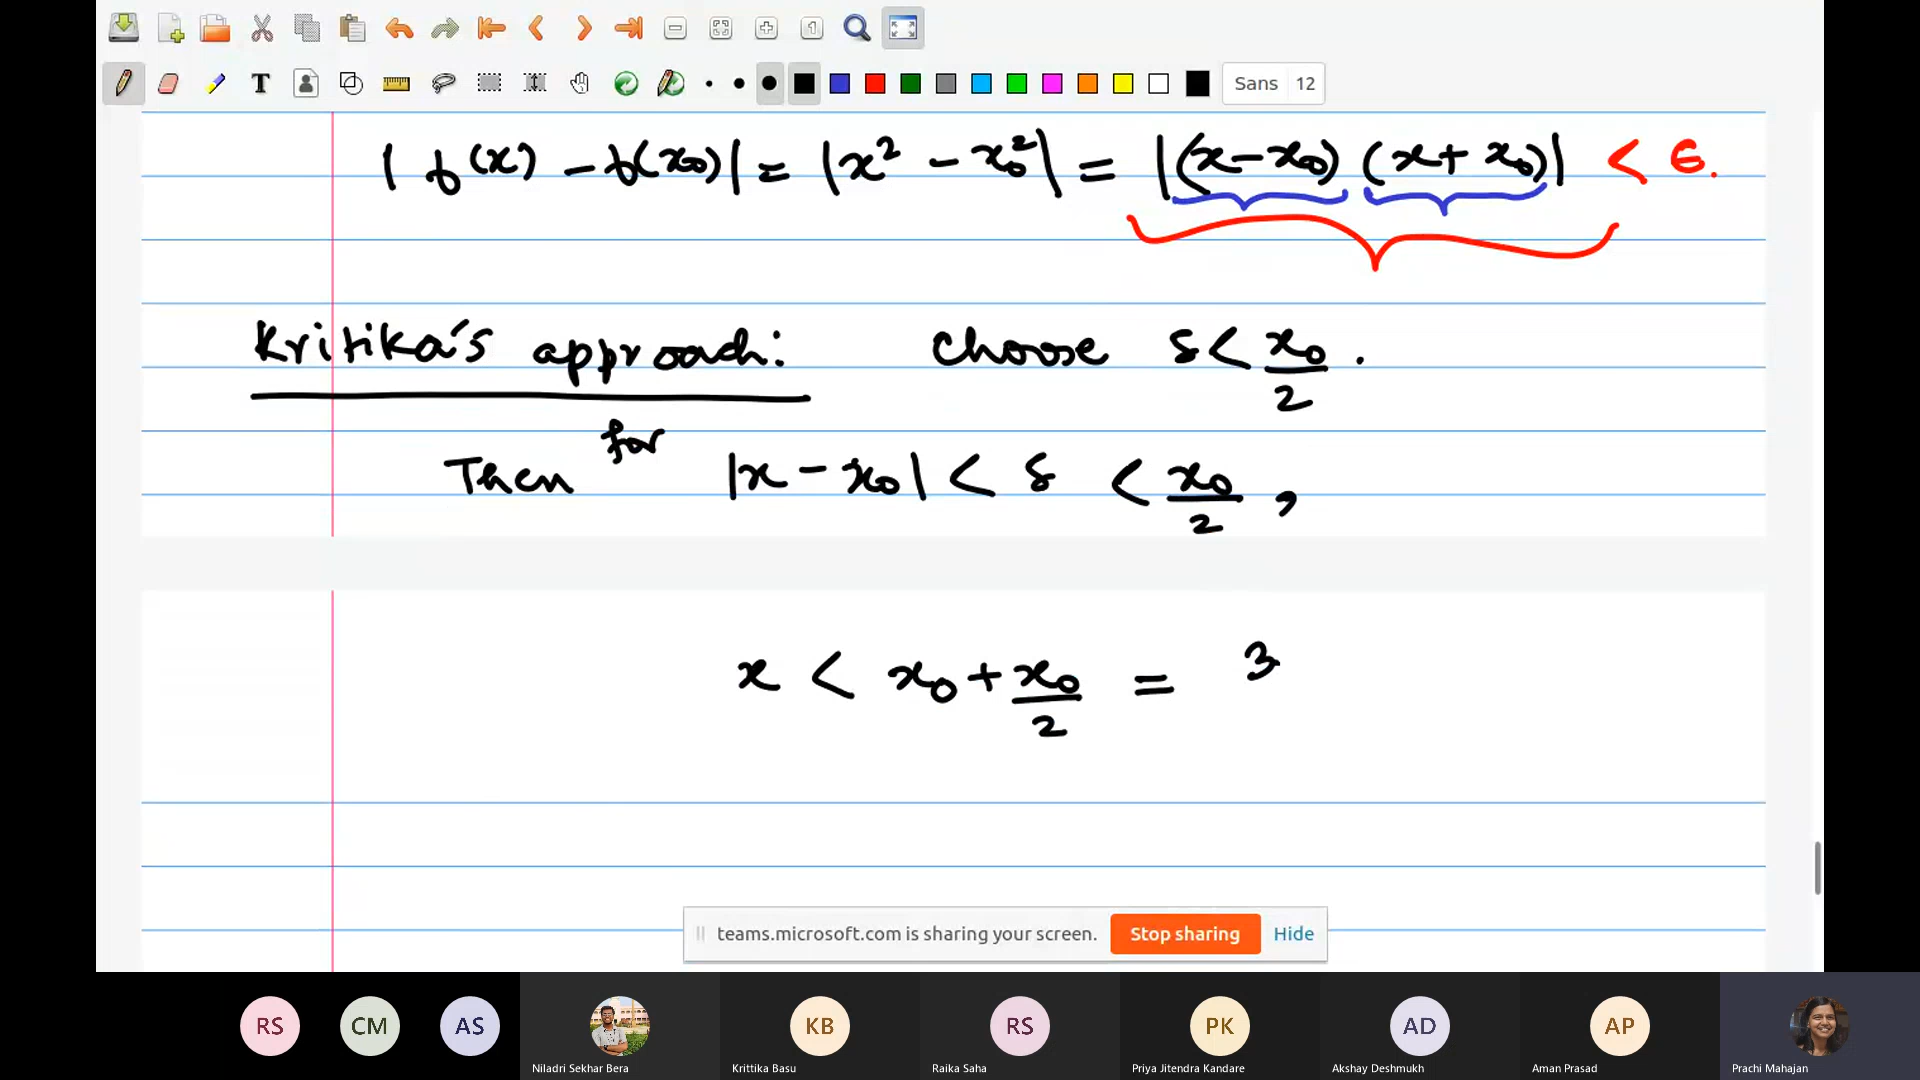 T Sans 12
| f(x) - f(x₀)| = |x² - x₀²| = |(x-x₀) (x+x₀)| < ϵ.
Kritika's approach: Choose δ < x₀/2.
Then for |x - x₀| < δ < x₀/2,
x < x₀ + x₀/2 = 3
teams.microsoft.com is sharing your screen. Stop sharing Hide
RS CM AS KB RS PK AD AP
Niladri Sekhar Bera Krittika Basu Raika Saha Priya Jitendra Kandare Akshay Deshmukh Aman Prasad Prachi Mahajan